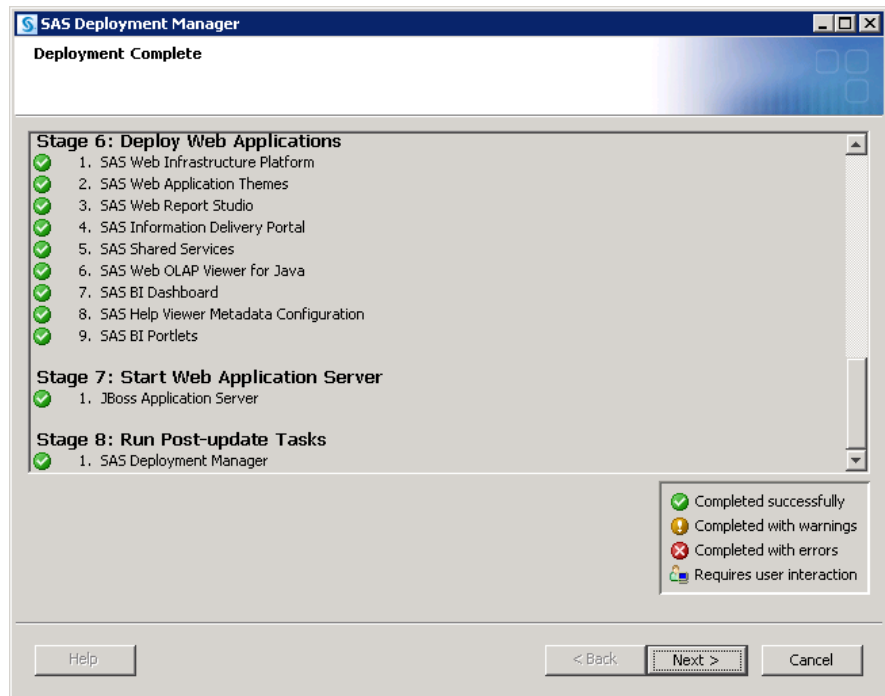 SAS Deployment Manager
Deployment Complete
Stage 6: Deploy Web Applications
1. SAS Web Infrastructure Platform
2. SAS Web Application Themes
3. SAS Web Report Studio
4. SAS Information Delivery Portal
5. SAS Shared Services
6. SAS Web OLAP Viewer for Java
7. SAS BI Dashboard
8. SAS Help Viewer Metadata Configuration
9. SAS BI Portlets
Stage 7: Start Web Application Server
1. JBoss Application Server
Stage 8: Run Post-update Tasks
1. SAS Deployment Manager
Completed successfully
Completed with warnings
Completed with errors
Requires user interaction
Help
< Back
Next >
Cancel